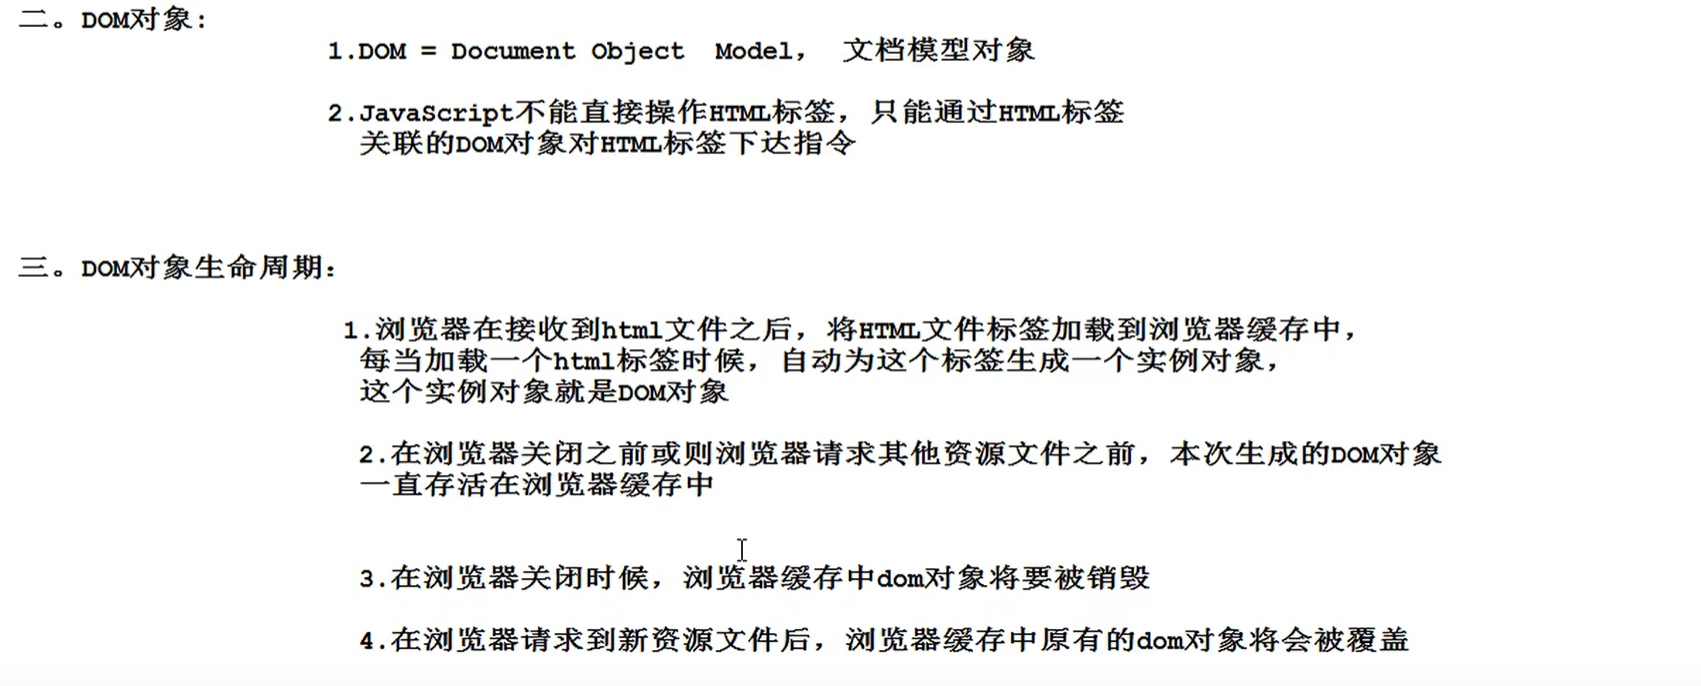 二。DOM对象:
1.DOM = Document Object Model， 文档模型对象
2.JavaScript不能直接操作HTML标签，只能通过HTML标签
关联的DOM对象对HTML标签下达指令
三。DOM对象生命周期：
1.浏览器在接收到html文件之后，将HTML文件标签加载到浏览器缓存中，
每当加载一个html标签时候，自动为这个标签生成一个实例对象，
这个实例对象就是DOM对象
2.在浏览器关闭之前或则浏览器请求其他资源文件之前，本次生成的DOM对象
一直存活在浏览器缓存中
3.在浏览器关闭时候，浏览器缓存中dom对象将要被销毁
4.在浏览器请求到新资源文件后，浏览器缓存中原有的dom对象将会被覆盖